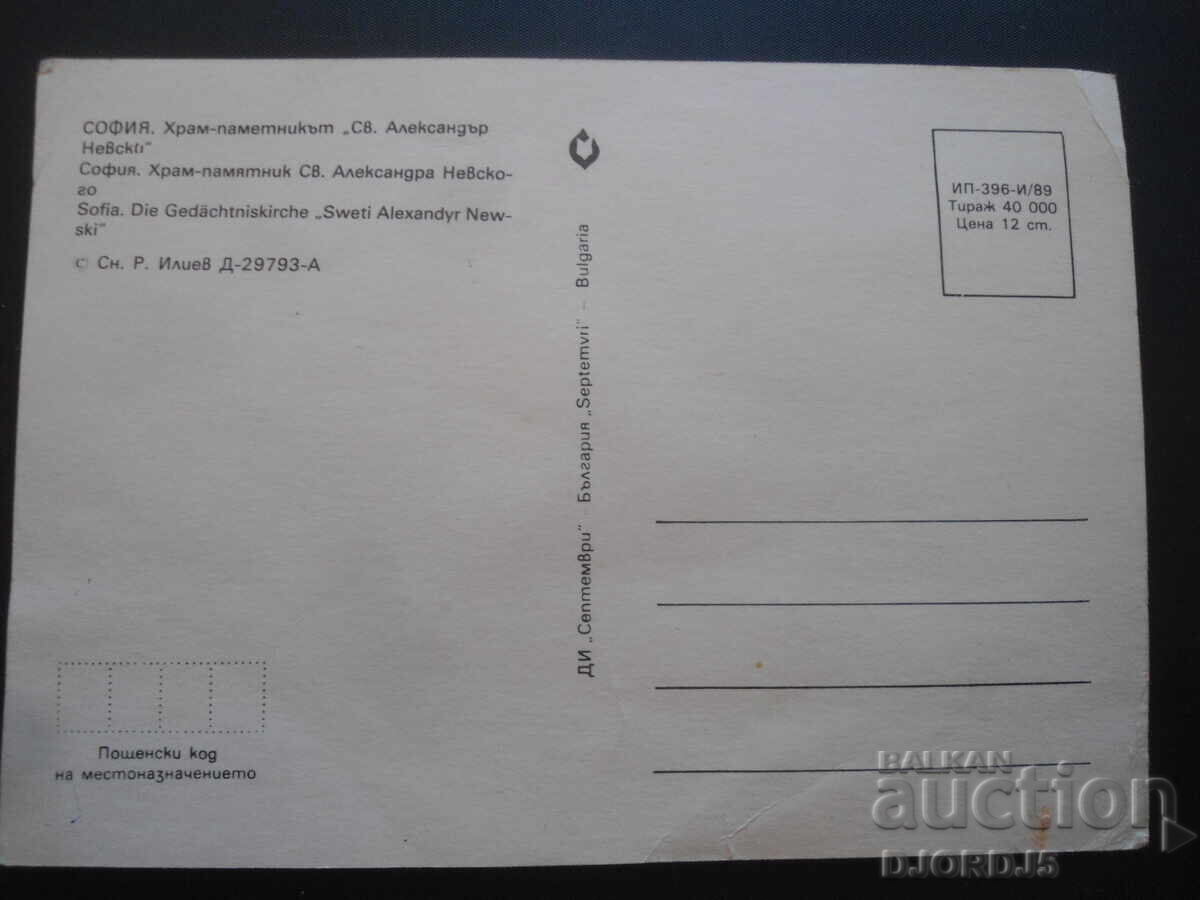 СОФИЯ. Храм-паметникът „Св. Александър
Невски"
София. Храм-памятник Св. Александра Невско-
го
Sofia. Die Gedächtniskirche „Sweti Alexandyr New-
ski"
© Сн. Р. Илиев Д-29793-А
ДИ „Септември" – България „Septemvri" – Bulgaria
ИП-396-И/89
Тираж 40 000
Цена 12 ст.
Пощенски код
на местоназначението
BALKAN
auction
DJORDJ5